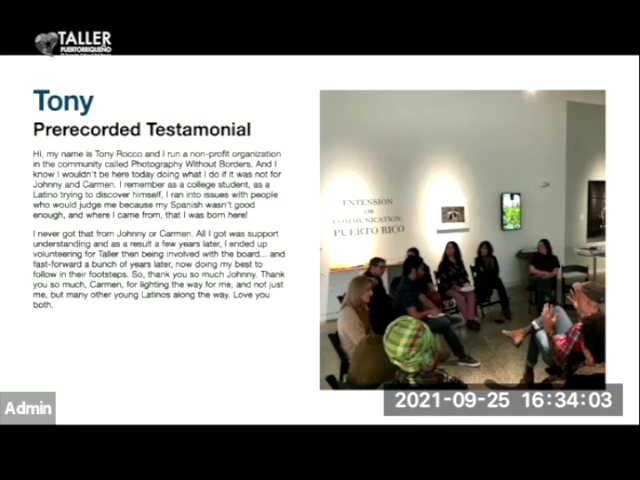 TALLER
PUERTORRIQUEÑO
Tony
Prerecorded Testamonial
Hi, my name is Tony Rocco and I run a non-profit organization
in the community called Photography Without Borders. And I
know I wouldn't be here today doing what I do if it was not for
Johnny and Carmen. I remember as a college student, as a
Latino trying to discover himself, I ran into issues with people
who would judge me because my Spanish wasn't good
enough, and where I came from, that I was born here!
I never got that from Johnny or Carmen. All I got was support
understanding and as a result a few years later, I ended up
volunteering for Taller then being involved with the board... and
fast-forward a bunch of years later, now doing my best to
follow in their footsteps. So, thank you so much Johnny. Thank
you so much, Carmen, for lighting the way for me, and not just
me, but many other young Latinos along the way. Love you
both.
EXTENSION
OR
COMMUNICATION:
PUERTO RICO
Admin
2021-09-25 16:34:03